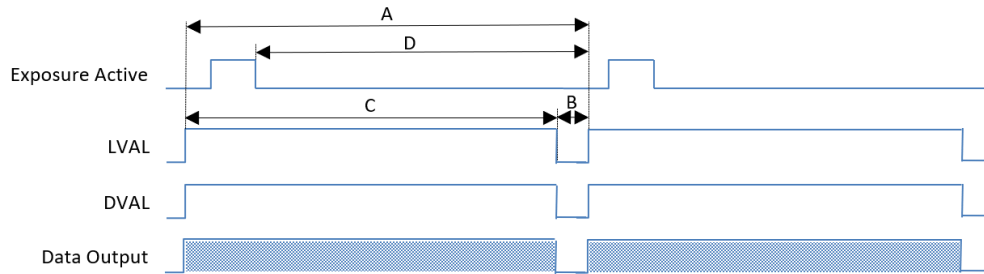 A
D
Exposure Active
C
B
LVAL
DVAL
Data Output